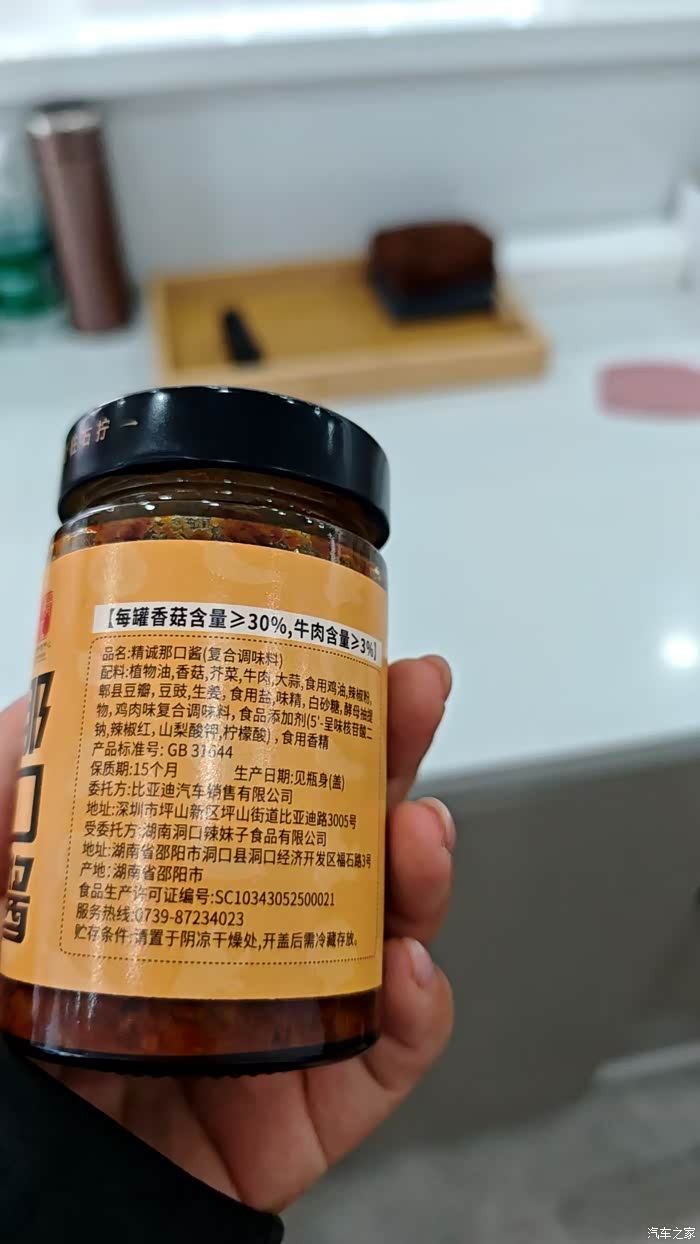 一拧
【每罐香菇含量≥30%,牛肉含量≥3%】
品名:精诚那口酱(复合调味料)
配料:植物油,香菇,芥菜,牛肉,大蒜,食用鸡油,辣椒粉,
郫县豆瓣,豆豉,生姜,食用盐,味精,白砂糖,酵母抽提
物,鸡肉味复合调味料,食品添加剂(5'-呈味核苷酸二
钠,辣椒红,山梨酸钾,柠檬酸),食用香精
产品标准号: GB 31644
保质期:15个月 生产日期:见瓶身(盖)
委托方:比亚迪汽车销售有限公司
地址:深圳市坪山新区坪山街道比亚迪路3005号
受委托方:湖南洞口辣妹子食品有限公司
地址:湖南省邵阳市洞口县洞口经济开发区福石路3号
产地:湖南省邵阳市
食品生产许可证编号:SC10343052500021
服务热线:0739-87234023
贮存条件:请置于阴凉干燥处,开盖后需冷藏存放。
那口酱
汽车之家